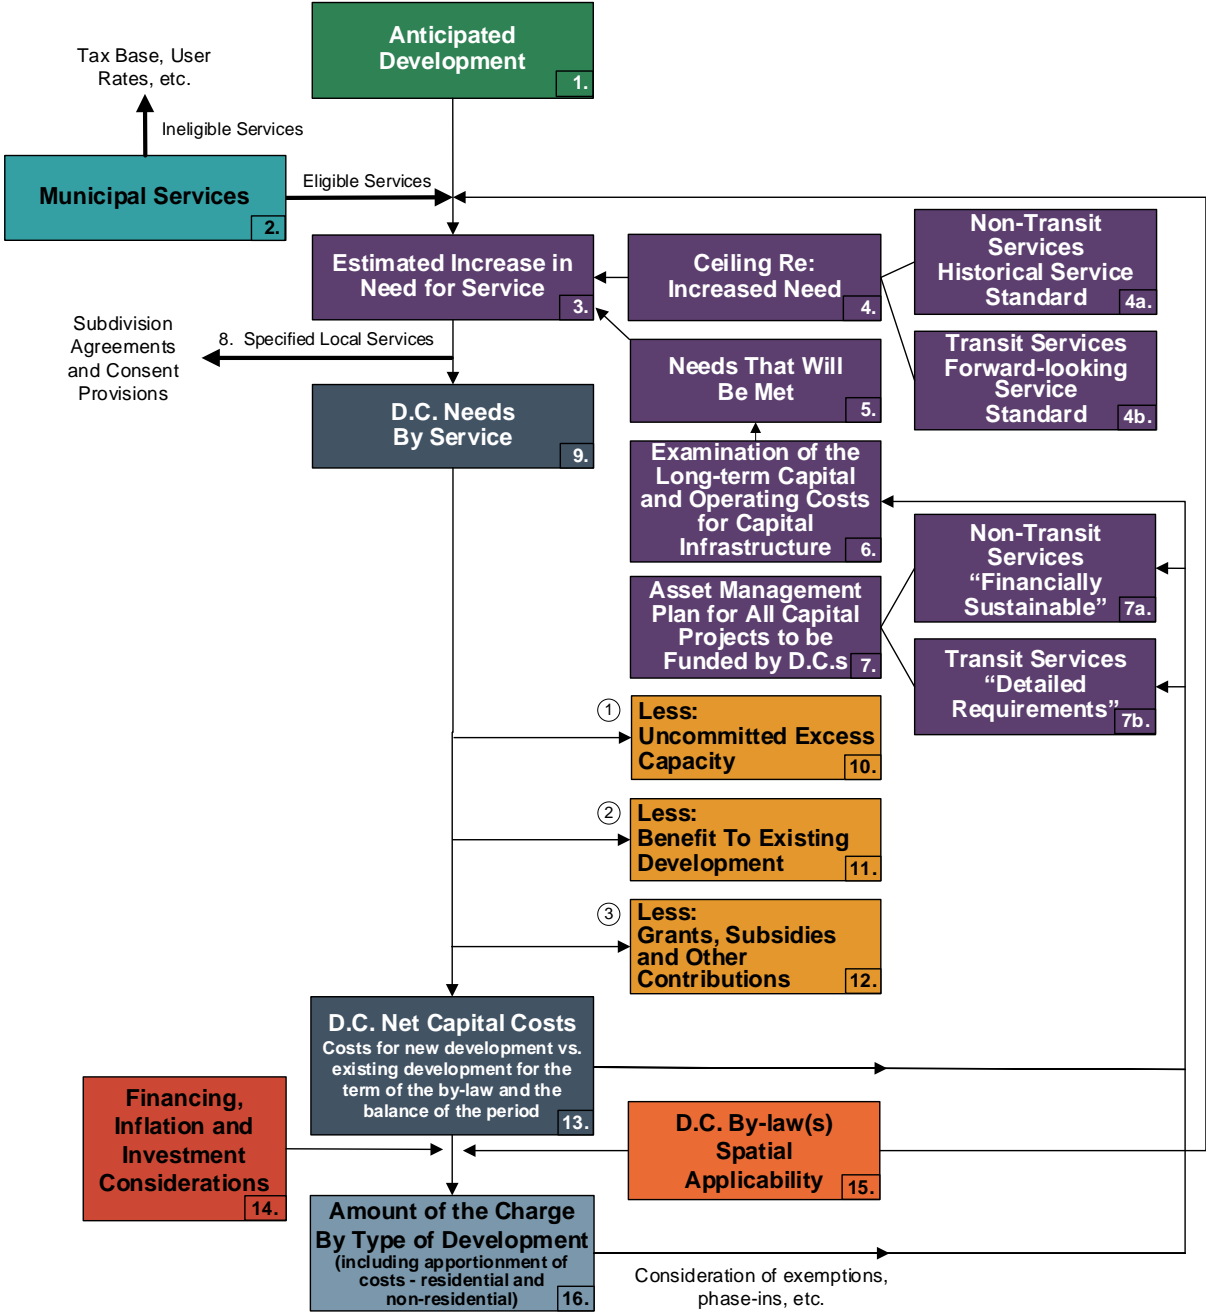 Anticipated
Development
1.
Tax Base, User
Rates, etc.
Ineligible Services
Municipal Services
2.
Eligible Services
Estimated Increase in
Need for Service
3.
Ceiling Re:
Increased Need
4.
Non-Transit
Services
Historical Service
Standard
4a.
Transit Services
Forward-looking
Service
Standard
4b.
Needs That Will
Be Met
5.
Subdivision
Agreements
and Consent
Provisions
8. Specified Local Services
D.C. Needs
By Service
9.
Examination of the
Long-term Capital
and Operating Costs
for Capital
Infrastructure
6.
Asset Management
Plan for All Capital
Projects to be
Funded by D.C.s
7.
Non-Transit
Services
“Financially
Sustainable”
7a.
Transit Services
“Detailed
Requirements”
7b.
1
Less:
Uncommitted Excess
Capacity
10.
2
Less:
Benefit To Existing
Development
11.
3
Less:
Grants, Subsidies
and Other
Contributions
12.
D.C. Net Capital Costs
Costs for new development vs.
existing development for the
term of the by-law and the
balance of the period
13.
Financing,
Inflation and
Investment
Considerations
14.
D.C. By-law(s)
Spatial
Applicability
15.
Amount of the Charge
By Type of Development
(including apportionment of
costs - residential and
non-residential)
16.
Consideration of exemptions,
phase-ins, etc.